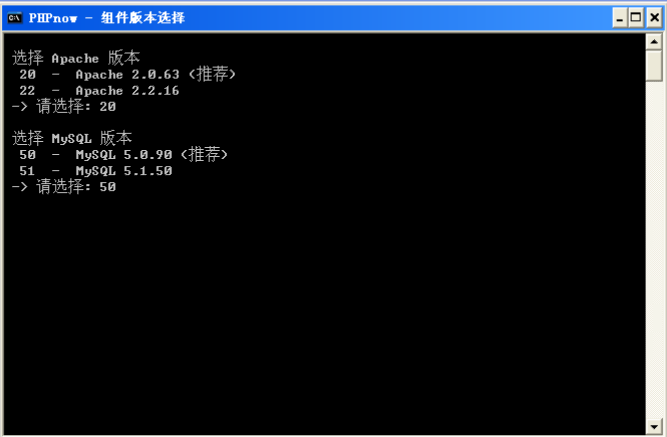 PHPnow - 组件版本选择
选择 Apache 版本
20 - Apache 2.0.63 (推荐)
22 - Apache 2.2.16
-> 请选择: 20
选择 MySQL 版本
50 - MySQL 5.0.90 (推荐)
51 - MySQL 5.1.50
-> 请选择: 50